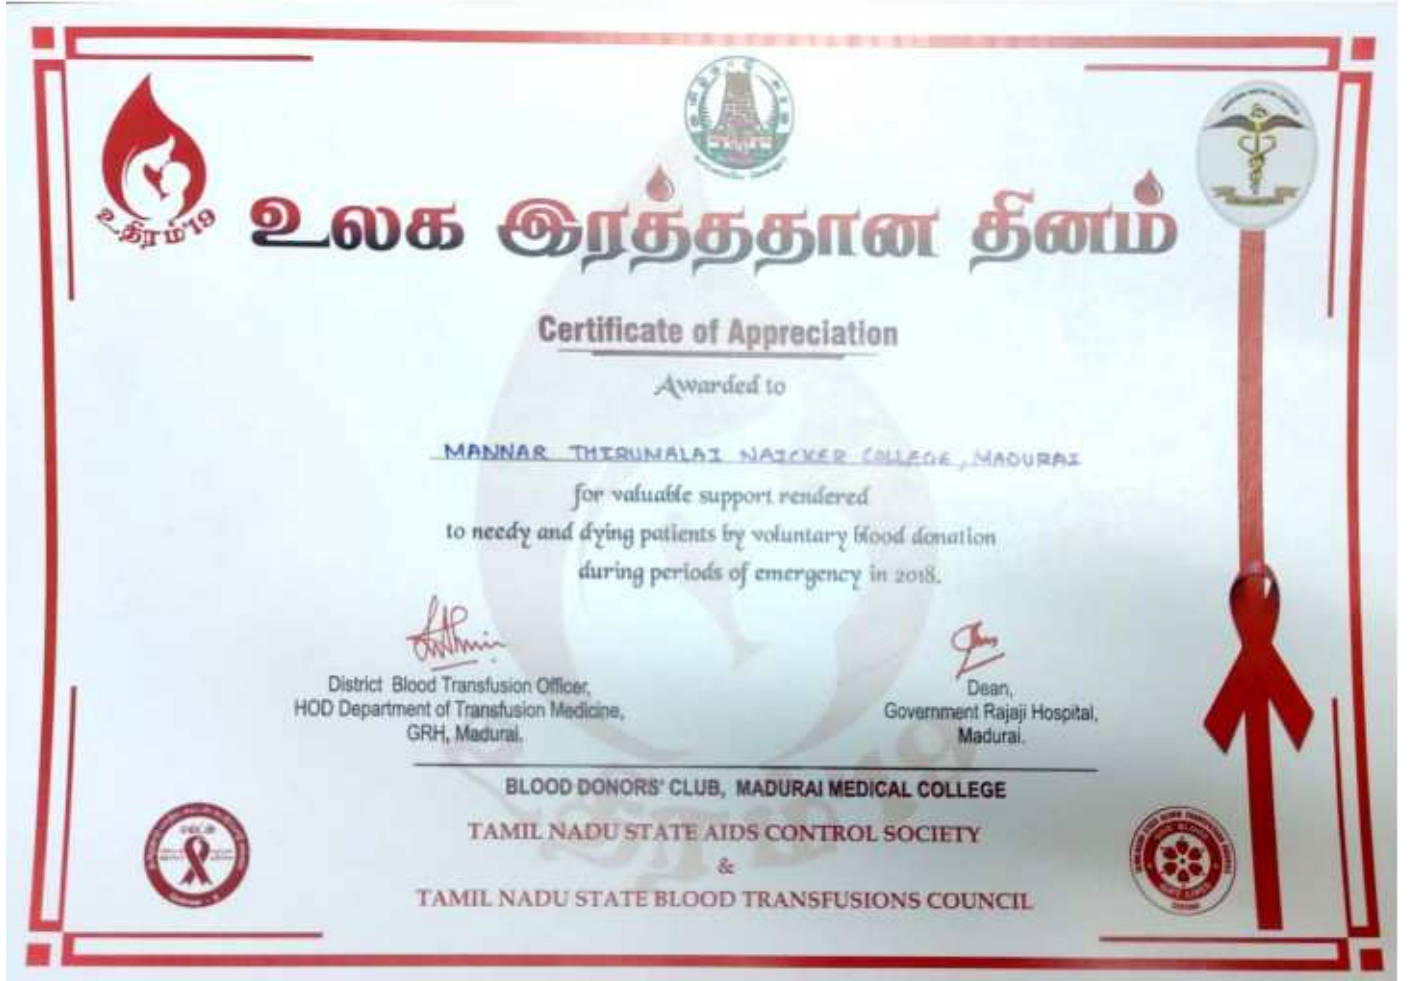 உதிரம்'19
உலக இரத்ததான தினம்
Certificate of Appreciation
Awarded to
MANNAR THIRUMALAI NAICKER COLLEGE, MADURAI
for valuable support rendered
to needy and dying patients by voluntary blood donation
during periods of emergency in 2018.
District Blood Transfusion Officer,
HOD Department of Transfusion Medicine,
GRH, Madurai.
Dean,
Government Rajaji Hospital,
Madurai.
BLOOD DONORS' CLUB, MADURAI MEDICAL COLLEGE
TAMIL NADU STATE AIDS CONTROL SOCIETY
&
TAMIL NADU STATE BLOOD TRANSFUSIONS COUNCIL